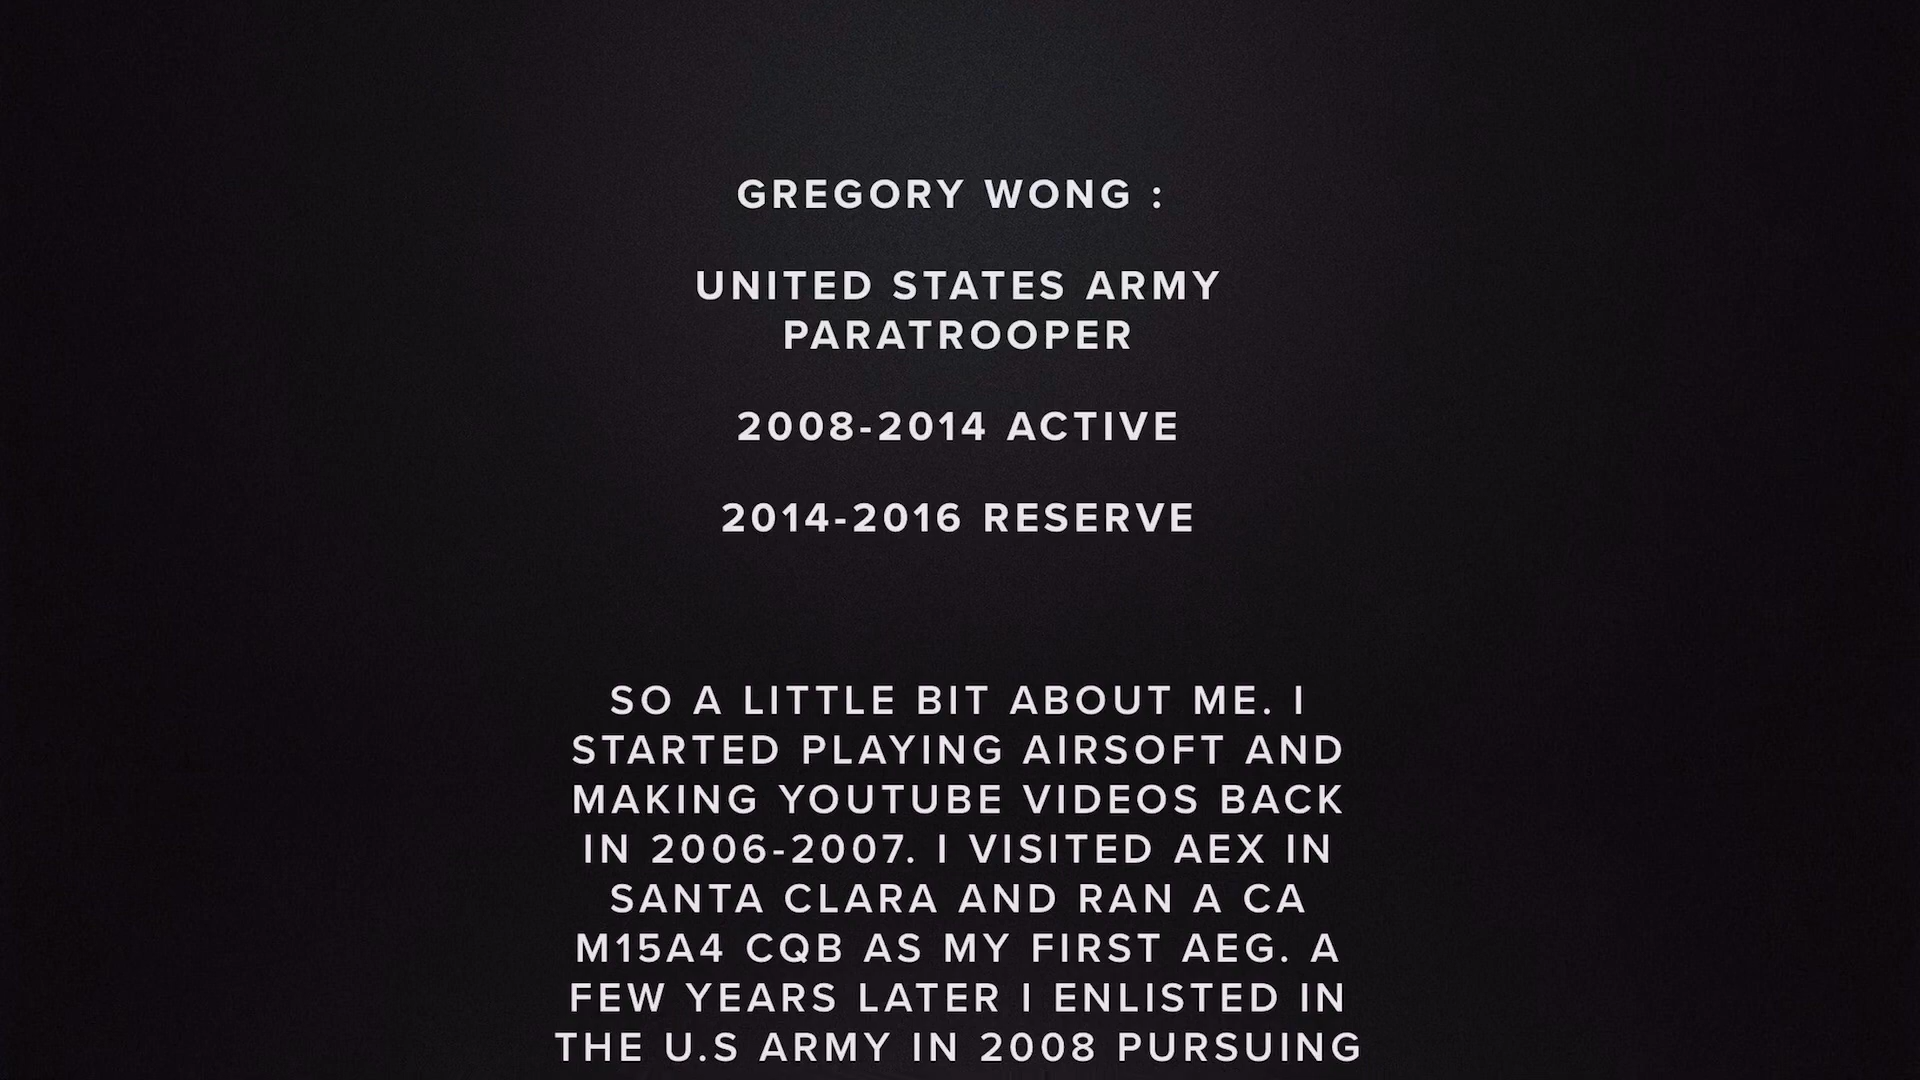 GREGORY WONG :
UNITED STATES ARMY
PARATROOPER
2008-2014 ACTIVE
2014-2016 RESERVE
SO A LITTLE BIT ABOUT ME. I
STARTED PLAYING AIRSOFT AND
MAKING YOUTUBE VIDEOS BACK
IN 2006-2007. I VISITED AEX IN
SANTA CLARA AND RAN A CA
M15A4 CQB AS MY FIRST AEG. A
FEW YEARS LATER I ENLISTED IN
THE U.S ARMY IN 2008 PURSUING